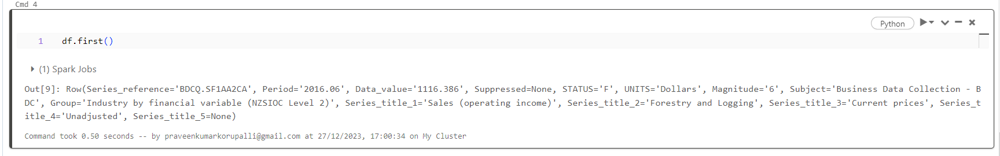 Cmd 4
Python
1 df.first()
(1) Spark Jobs
Out[9]: Row(Series_reference='BDCQ.SF1AA2CA', Period='2016.06', Data_value='1116.386', Suppressed=None, STATUS='F', UNITS='Dollars', Magnitude='6', Subject='Business Data Collection - B
DC', Group='Industry by financial variable (NZSIOC Level 2)', Series_title_1='Sales (operating income)', Series_title_2='Forestry and Logging', Series_title_3='Current prices', Series_t
itle_4='Unadjusted', Series_title_5=None)
Command took 0.50 seconds -- by praveenkumarkorupalli@gmail.com at 27/12/2023, 17:00:34 on My Cluster